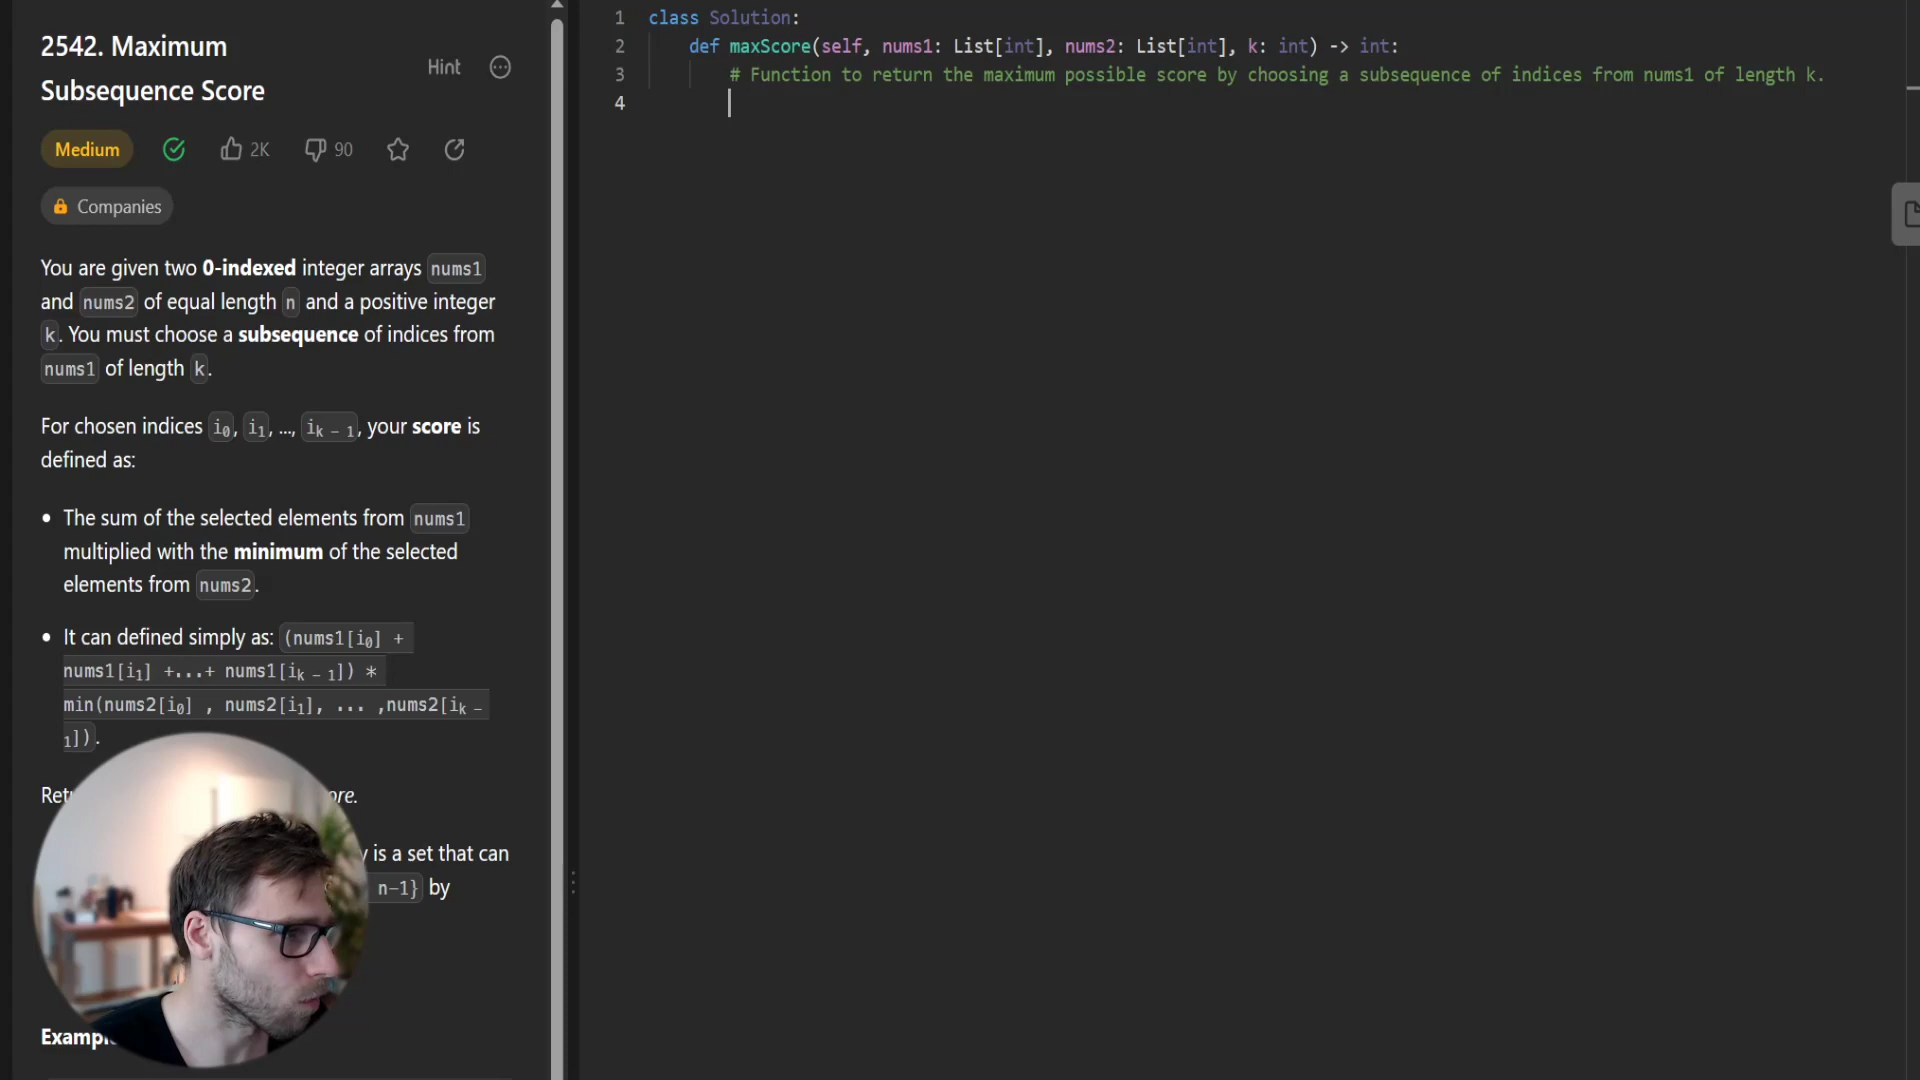 2542. Maximum
Subsequence Score
Hint
Medium
2K
90
Companies
You are given two 0-indexed integer arrays nums1
and nums2 of equal length n and a positive integer
k. You must choose a subsequence of indices from
nums1 of length k.
For chosen indices i0, i1, ..., ik - 1, your score is
defined as:
• The sum of the selected elements from nums1
multiplied with the minimum of the selected
elements from nums2.
• It can defined simply as: (nums1[i0] +
nums1[i1] +...+ nums1[ik - 1]) *
min(nums2[i0] , nums2[i1], ... ,nums2[ik -
1]).
is a set that can
n-1} by
1 class Solution:
2 def maxScore(self, nums1: List[int], nums2: List[int], k: int) -> int:
3 # Function to return the maximum possible score by choosing a subsequence of indices from nums1 of length k.
4